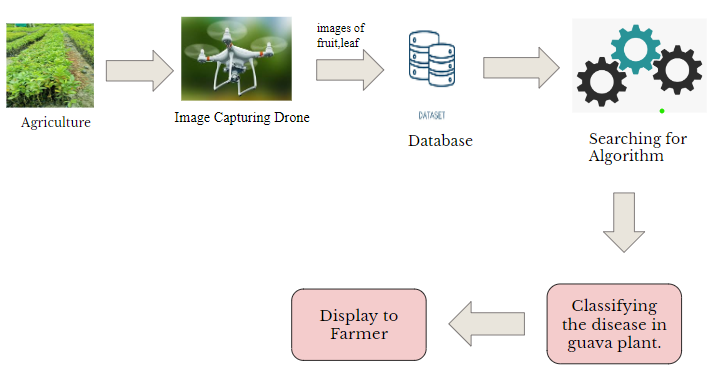 images of
fruit,leaf
Agriculture
Image Capturing Drone
DATASET
Database
Searching for
Algorithm
Classifying
the disease in
guava plant.
Display to
Farmer